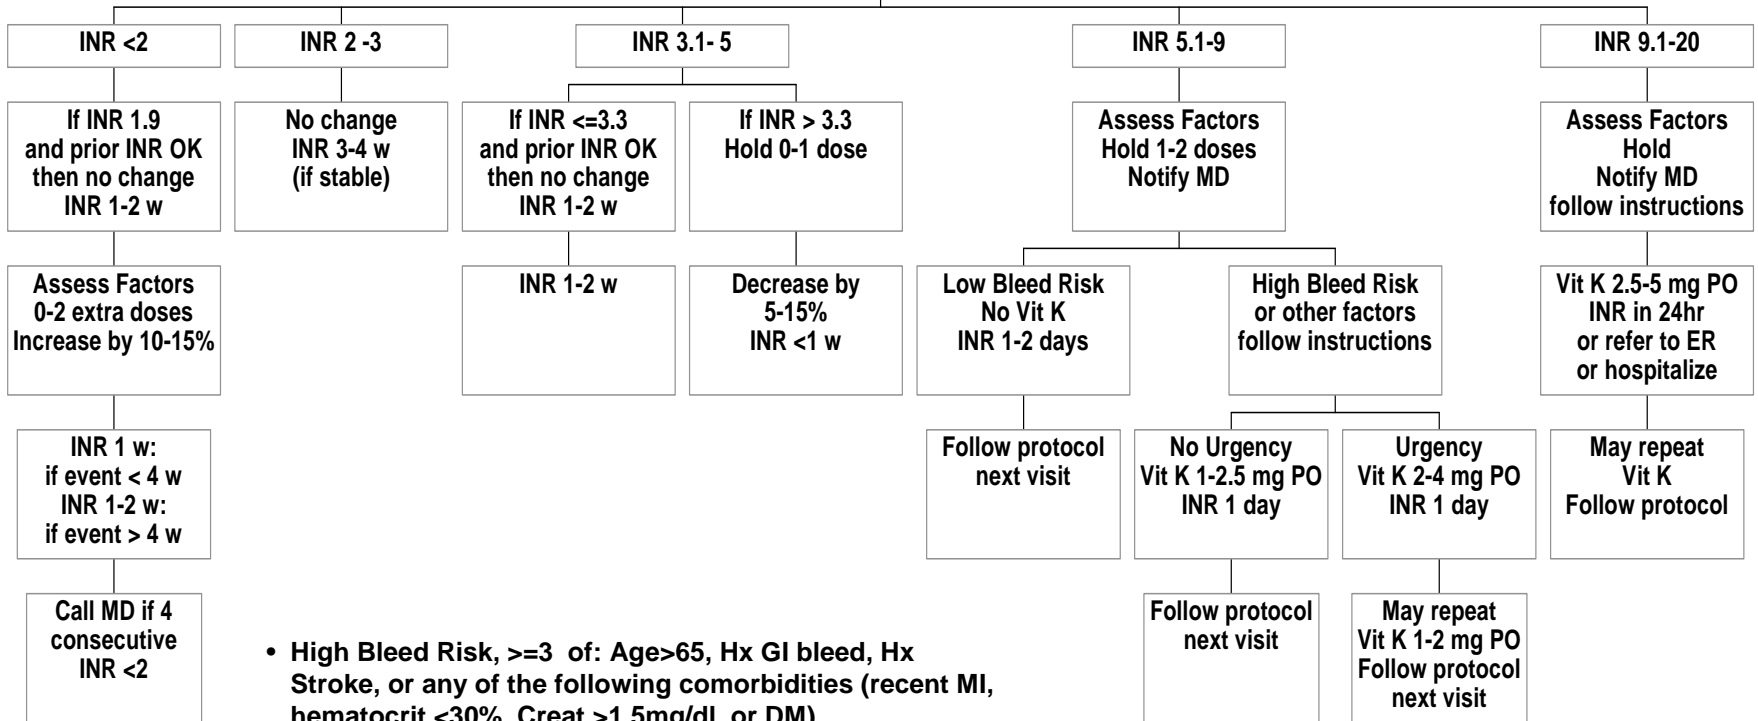 INR <2
INR 2 -3
INR 3.1- 5
INR 5.1-9
INR 9.1-20
If INR 1.9
and prior INR OK
then no change
INR 1-2 w
No change
INR 3-4 w
(if stable)
If INR <=3.3
and prior INR OK
then no change
INR 1-2 w
If INR > 3.3
Hold 0-1 dose
Assess Factors
Hold 1-2 doses
Notify MD
Assess Factors
Hold
Notify MD
follow instructions
Assess Factors
0-2 extra doses
Increase by 10-15%
INR 1-2 w
Decrease by
5-15%
INR <1 w
Low Bleed Risk
No Vit K
INR 1-2 days
High Bleed Risk
or other factors
follow instructions
Vit K 2.5-5 mg PO
INR in 24hr
or refer to ER
or hospitalize
INR 1 w:
if event < 4 w
INR 1-2 w:
if event > 4 w
Follow protocol
next visit
No Urgency
Vit K 1-2.5 mg PO
INR 1 day
Urgency
Vit K 2-4 mg PO
INR 1 day
May repeat
Vit K
Follow protocol
Call MD if 4
consecutive
INR <2
Follow protocol
next visit
May repeat
Vit K 1-2 mg PO
Follow protocol
next visit
• High Bleed Risk, >=3 of: Age>65, Hx GI bleed, Hx
Stroke, or any of the following comorbidities (recent MI,
hematocrit <30%, Creat >1.5mg/dl, or DM)